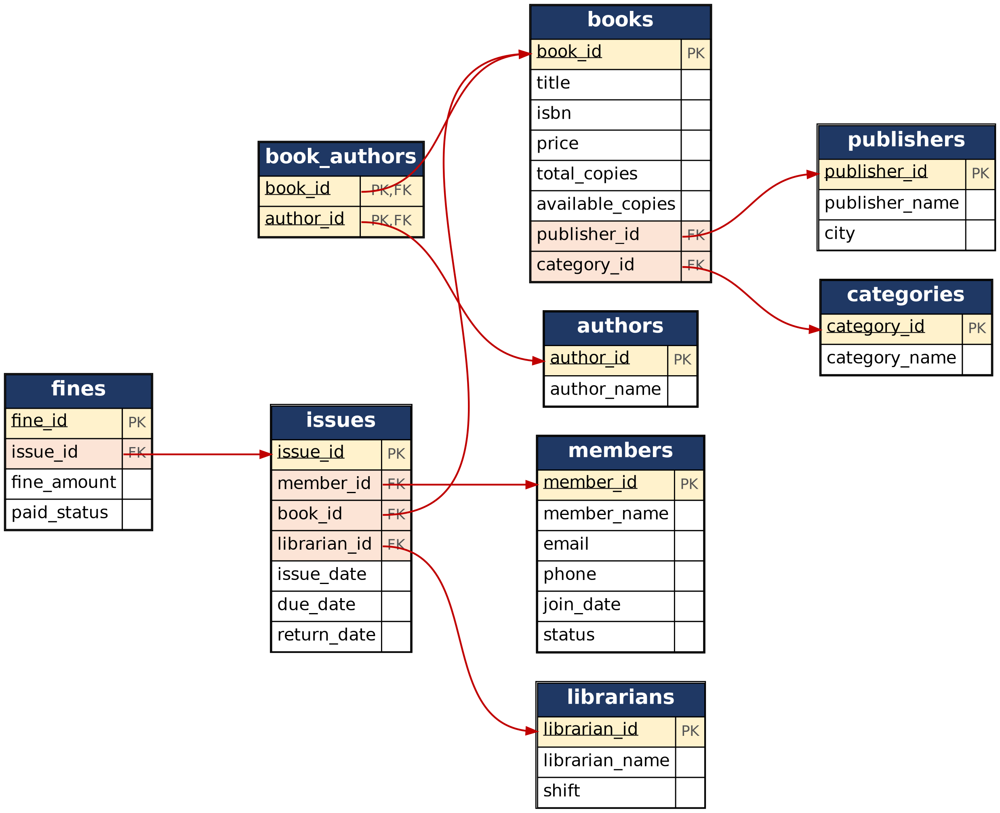 books
book_id PK
title
isbn
price
total_copies
available_copies
publisher_id FK
category_id FK
publishers
publisher_id PK
publisher_name
city
book_authors
book_id PK,FK
author_id PK,FK
categories
category_id PK
category_name
authors
author_id PK
author_name
fines
fine_id PK
issue_id FK
fine_amount
paid_status
issues
issue_id PK
member_id FK
book_id FK
librarian_id FK
issue_date
due_date
return_date
members
member_id PK
member_name
email
phone
join_date
status
librarians
librarian_id PK
librarian_name
shift